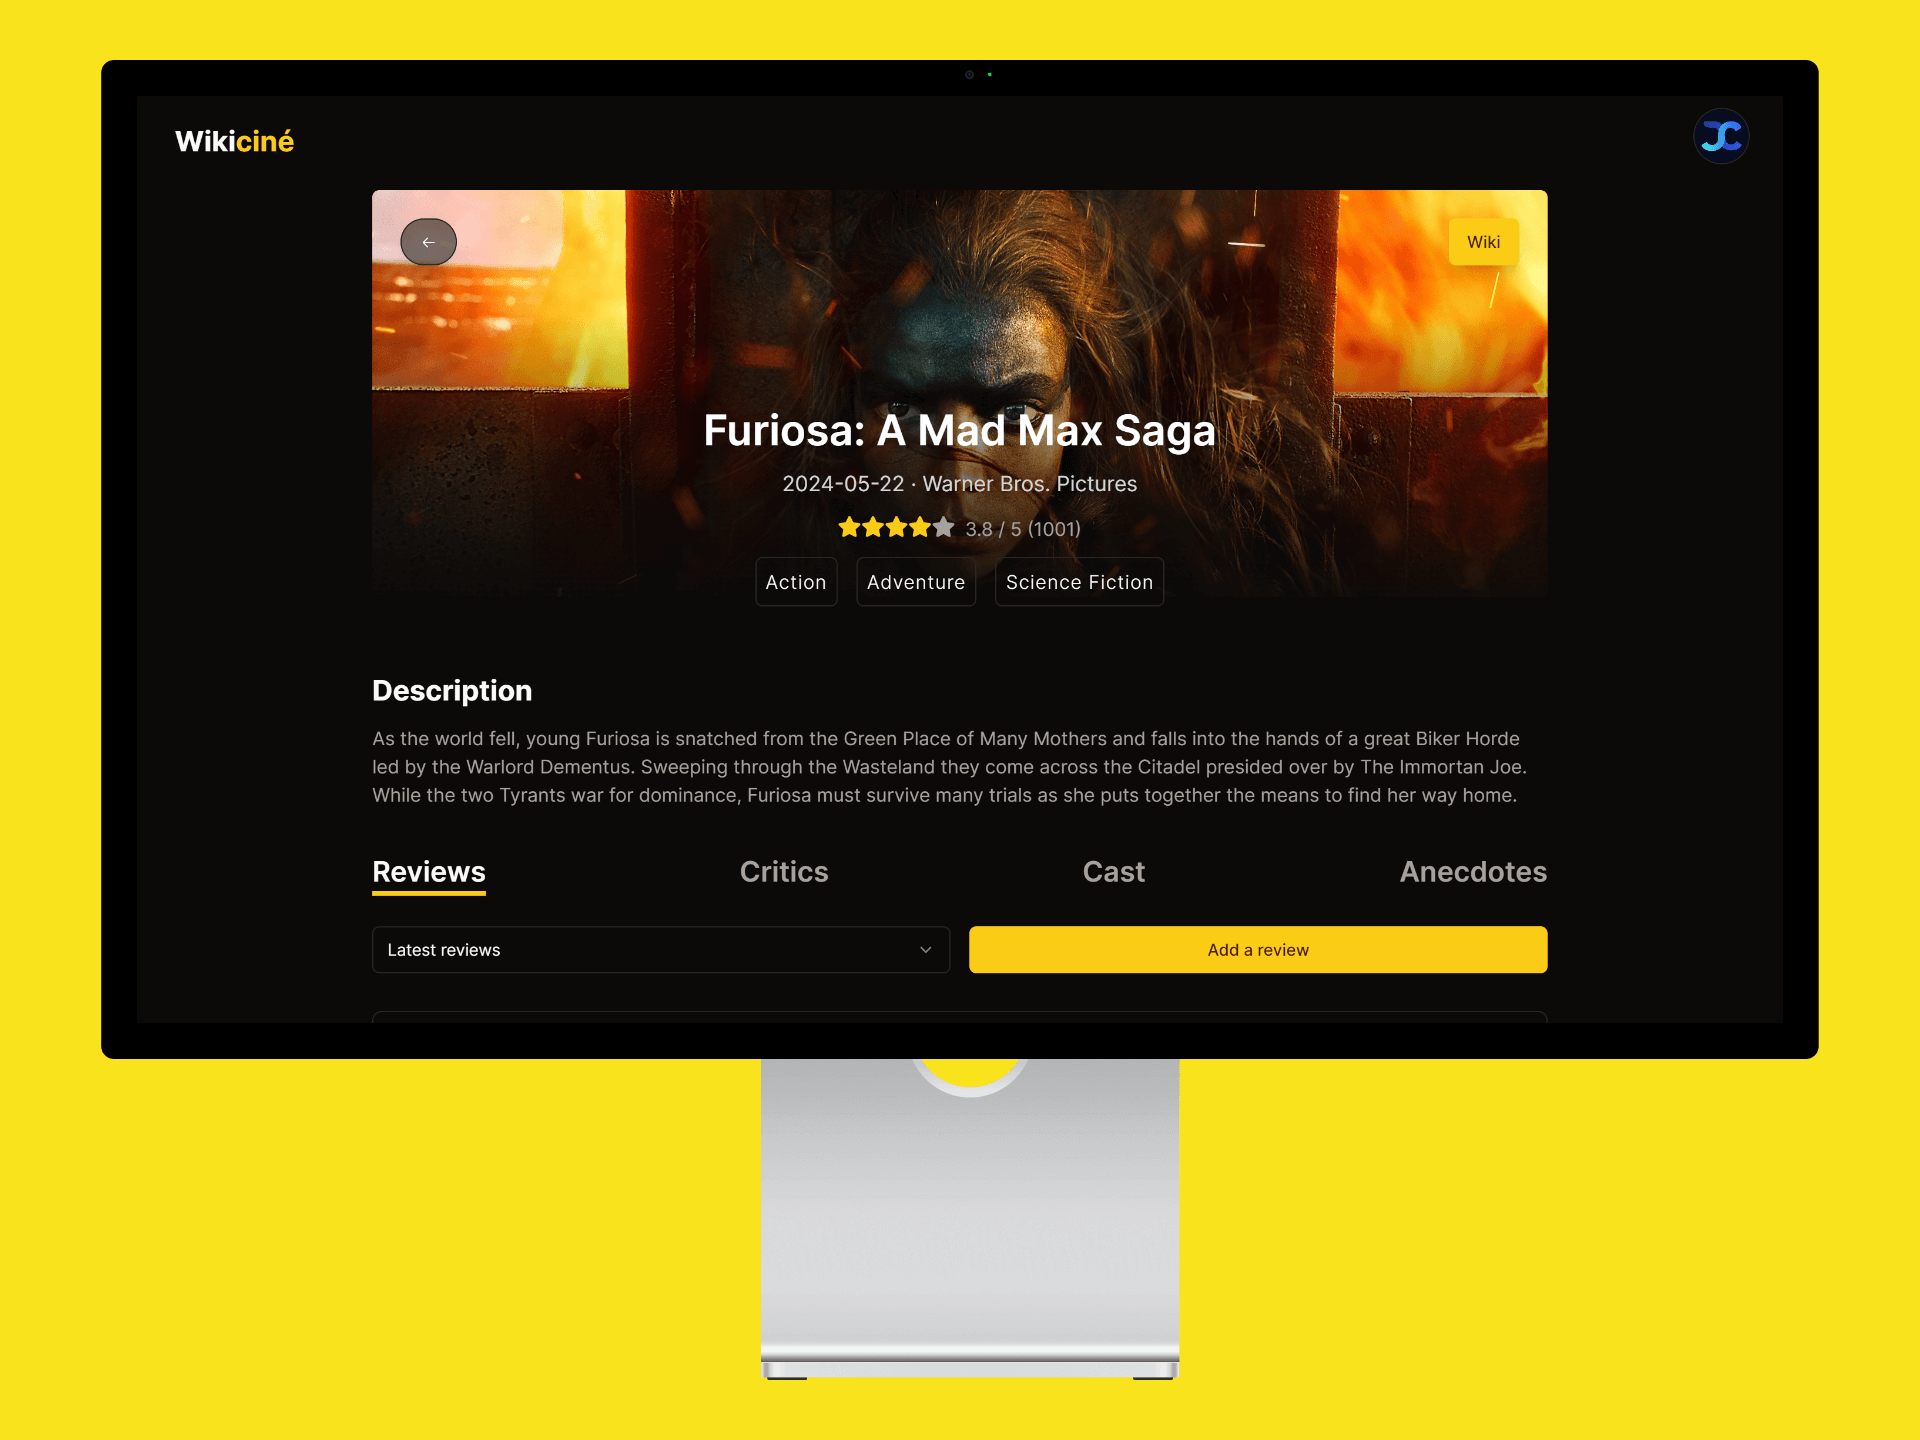 Wikiciné
JC
Wiki
Furiosa: A Mad Max Saga
2024-05-22 · Warner Bros. Pictures
3.8 / 5 (1001)
Action Adventure Science Fiction
Description
As the world fell, young Furiosa is snatched from the Green Place of Many Mothers and falls into the hands of a great Biker Horde
led by the Warlord Dementus. Sweeping through the Wasteland they come across the Citadel presided over by The Immortan Joe.
While the two Tyrants war for dominance, Furiosa must survive many trials as she puts together the means to find her way home.
Reviews Critics Cast Anecdotes
Latest reviews Add a review